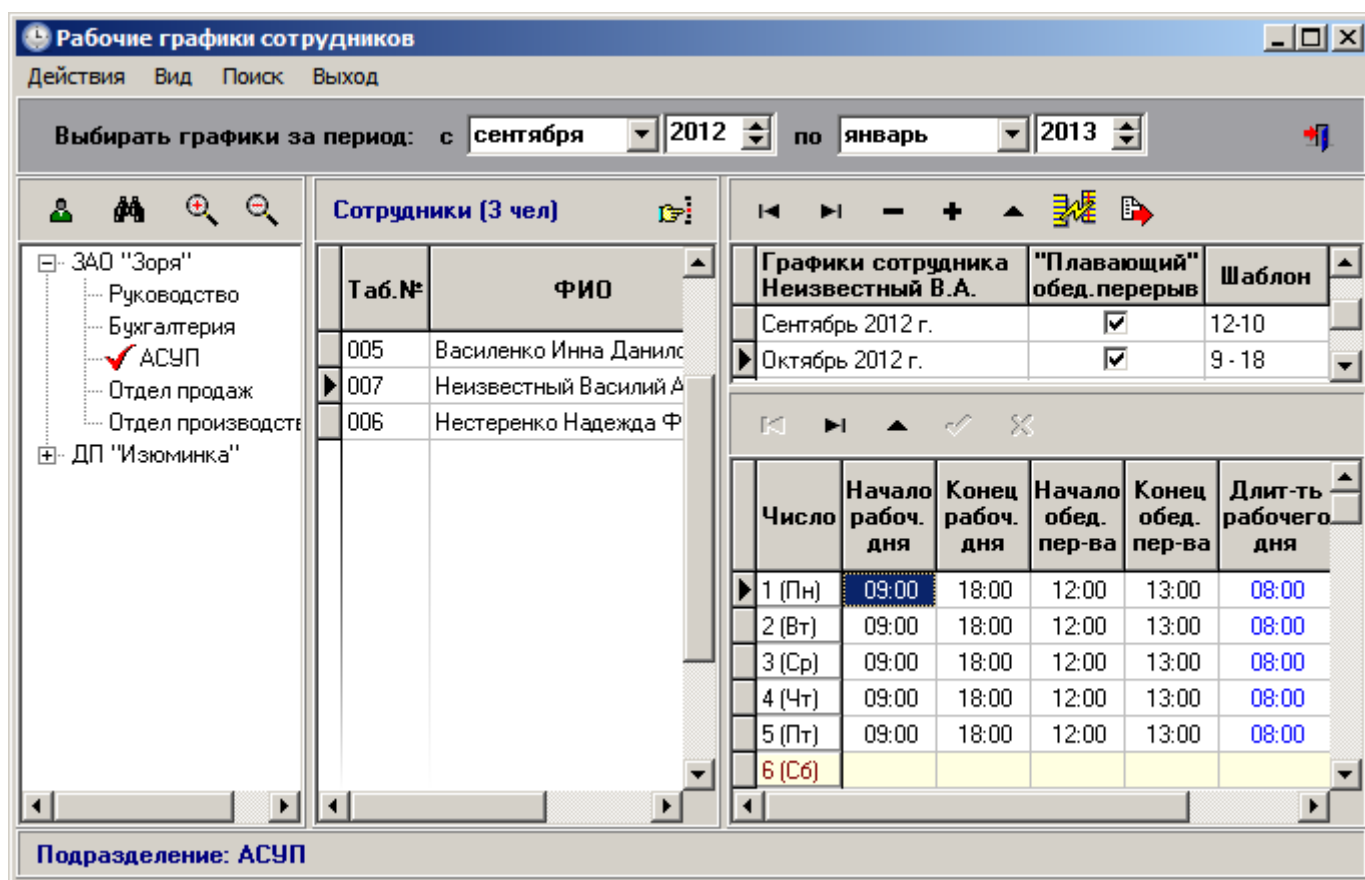 Рабочие графики сотрудников
Действия Вид Поиск Выход
Выбирать графики за период: с сентября 2012 по январь 2013
ЗАО "Зоря"
Руководство
Бухгалтерия
АСУП
Отдел продаж
Отдел производств
ДП "Изюминка"
Сотрудники (3 чел)
Таб.№ ФИО
005 Василенко Инна Данило
007 Неизвестный Василий А
006 Нестеренко Надежда Ф
Графики сотрудника Неизвестный В.А. "Плавающий" обед.перерыв Шаблон
Сентябрь 2012 г. 12-10
Октябрь 2012 г. 9 - 18
Число Начало рабоч. дня Конец рабоч. дня Начало обед. пер-ва Конец обед. пер-ва Длит-ть рабочего дня
1 (Пн) 09:00 18:00 12:00 13:00 08:00
2 (Вт) 09:00 18:00 12:00 13:00 08:00
3 (Ср) 09:00 18:00 12:00 13:00 08:00
4 (Чт) 09:00 18:00 12:00 13:00 08:00
5 (Пт) 09:00 18:00 12:00 13:00 08:00
6 (Сб)
Подразделение: АСУП